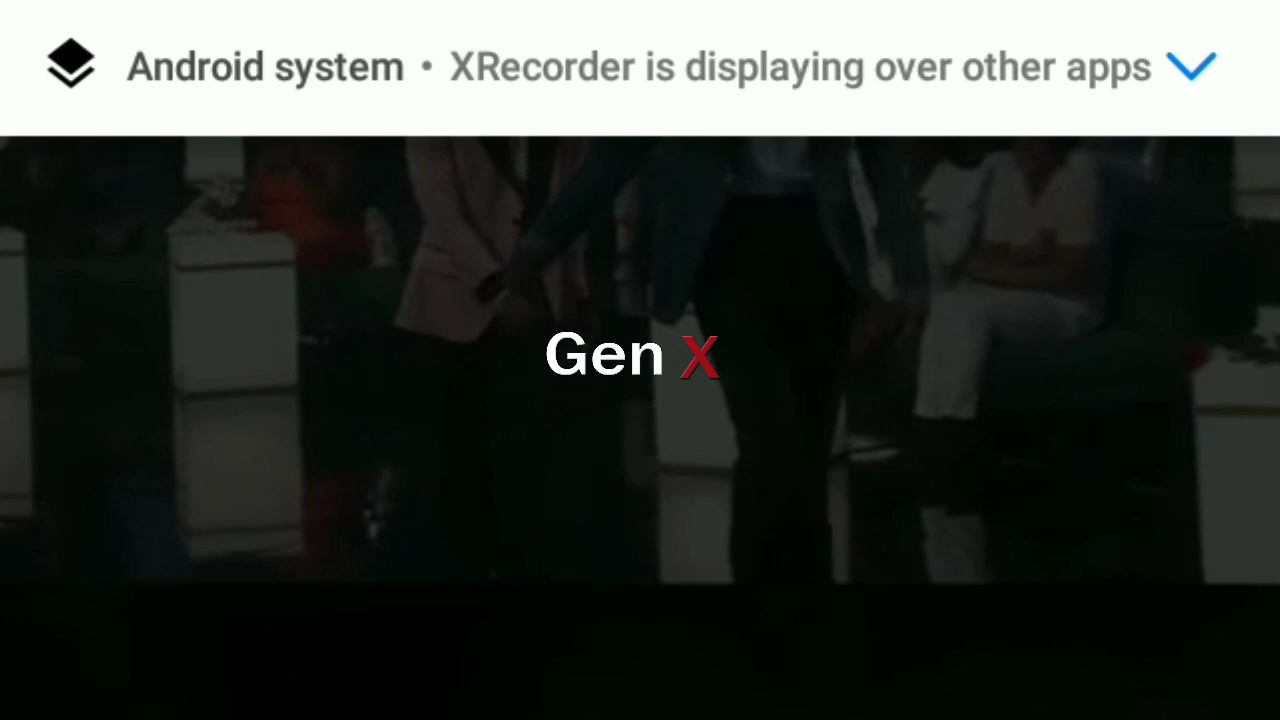 Android system • XRecorder is displaying over other apps
Gen X